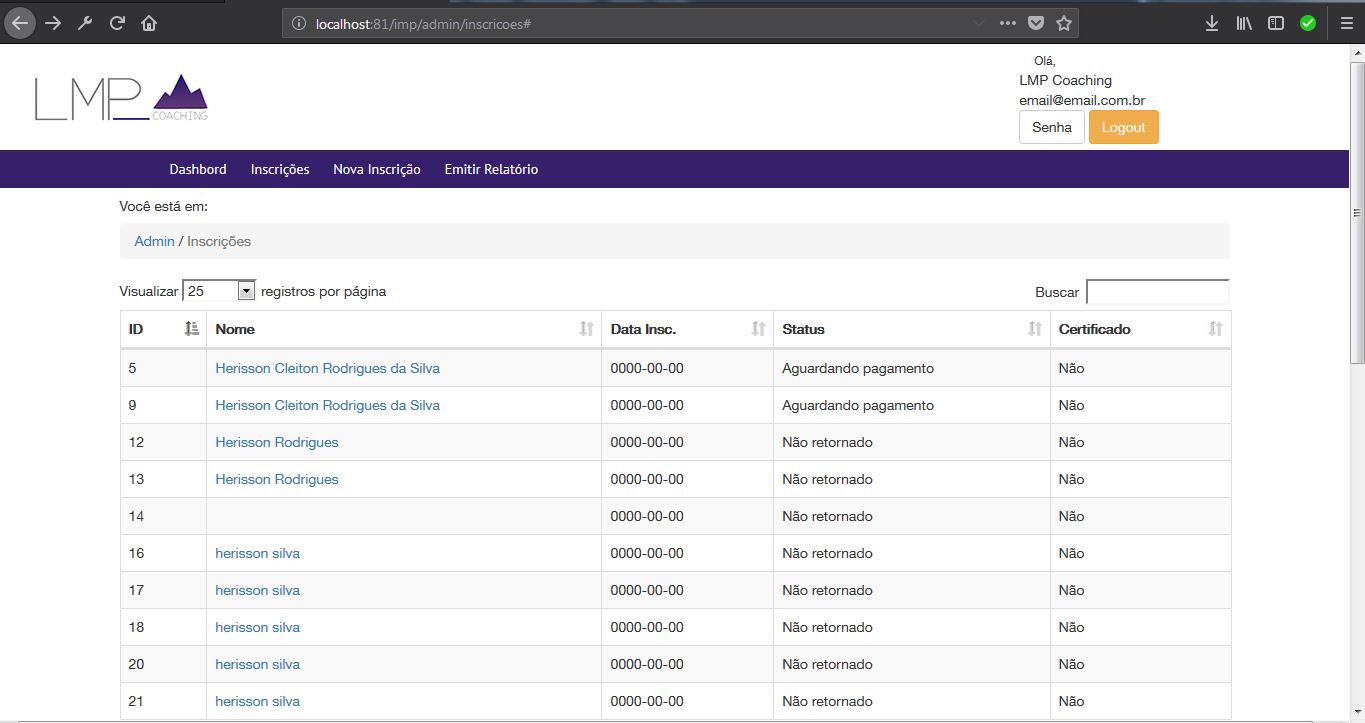 localhost:81/imp/admin/inscricoes#
Olá,
LMP Coaching
email@email.com.br
Senha Logout
LMP COACHING
Dashbord Inscrições Nova Inscrição Emitir Relatório
Você está em:
Admin / Inscrições
Visualizar 25 registros por página Buscar
ID Nome Data Insc. Status Certificado
5 Herisson Cleiton Rodrigues da Silva 0000-00-00 Aguardando pagamento Não
9 Herisson Cleiton Rodrigues da Silva 0000-00-00 Aguardando pagamento Não
12 Herisson Rodrigues 0000-00-00 Não retornado Não
13 Herisson Rodrigues 0000-00-00 Não retornado Não
14 0000-00-00 Não retornado Não
16 herisson silva 0000-00-00 Não retornado Não
17 herisson silva 0000-00-00 Não retornado Não
18 herisson silva 0000-00-00 Não retornado Não
20 herisson silva 0000-00-00 Não retornado Não
21 herisson silva 0000-00-00 Não retornado Não